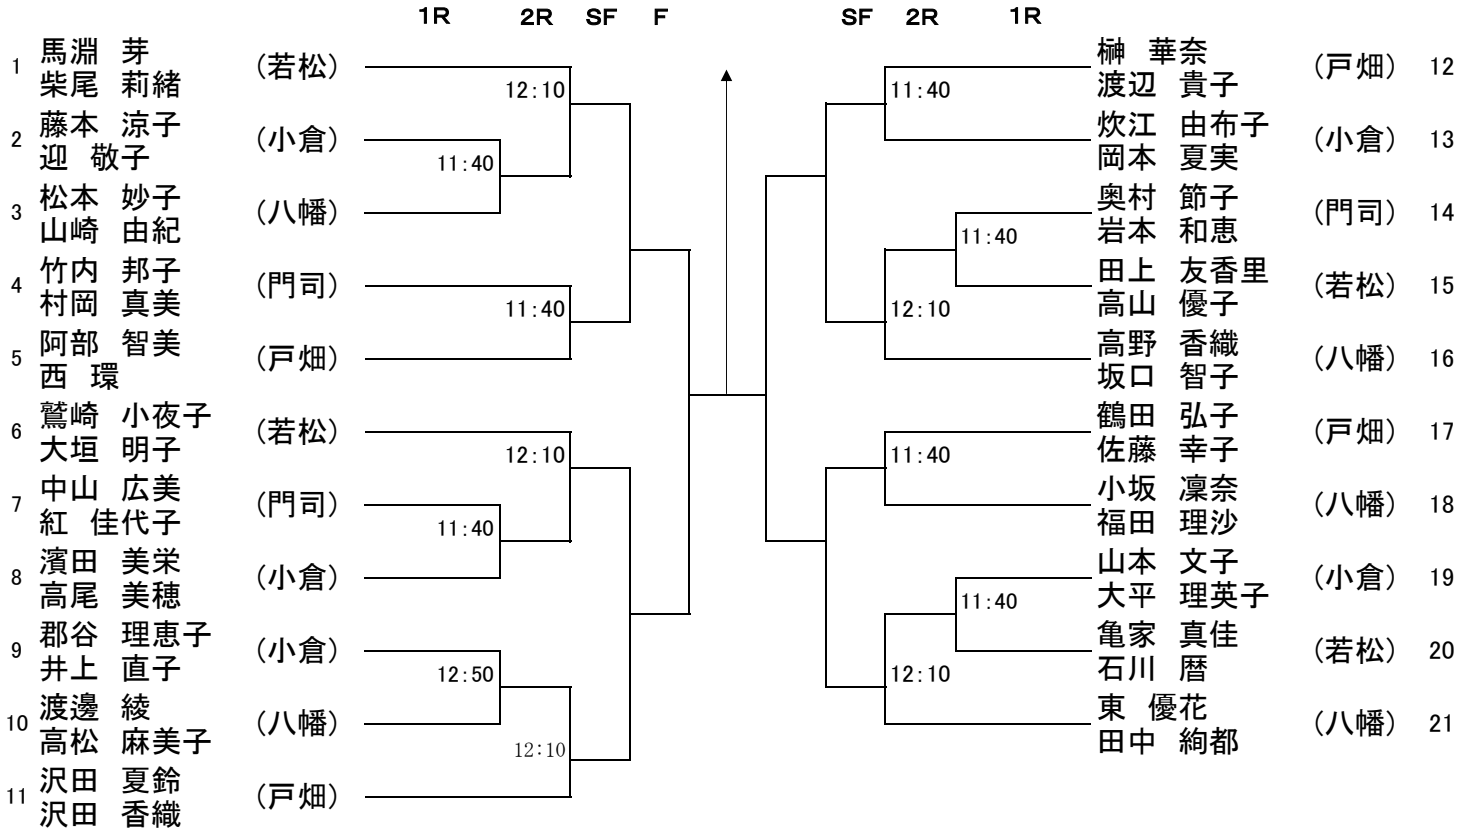 1R 2R SF F SF 2R 1R
1 馬淵 芽 (若松)
柴尾 莉緒
12:10
2 藤本 涼子 (小倉)
迎 敬子
11:40
3 松本 妙子 (八幡)
山崎 由紀
4 竹内 邦子 (門司)
村岡 真美
11:40
5 阿部 智美 (戸畑)
西 環
6 鷲崎 小夜子 (若松)
大垣 明子
12:10
7 中山 広美 (門司)
紅 佳代子
11:40
8 濱田 美栄 (小倉)
高尾 美穂
9 郡谷 理恵子 (小倉)
井上 直子
12:50
10 渡邊 綾 (八幡)
高松 麻美子
12:10
11 沢田 夏鈴 (戸畑)
沢田 香織
榊 華奈 (戸畑) 12
渡辺 貴子
11:40
炊江 由布子 (小倉) 13
岡本 夏実
奥村 節子 (門司) 14
岩本 和恵
11:40
田上 友香里 (若松) 15
高山 優子
12:10
高野 香織 (八幡) 16
坂口 智子
鶴田 弘子 (戸畑) 17
佐藤 幸子
11:40
小坂 凜奈 (八幡) 18
福田 理沙
山本 文子 (小倉) 19
大平 理英子
11:40
亀家 真佳 (若松) 20
石川 暦
12:10
東 優花 (八幡) 21
田中 絢都